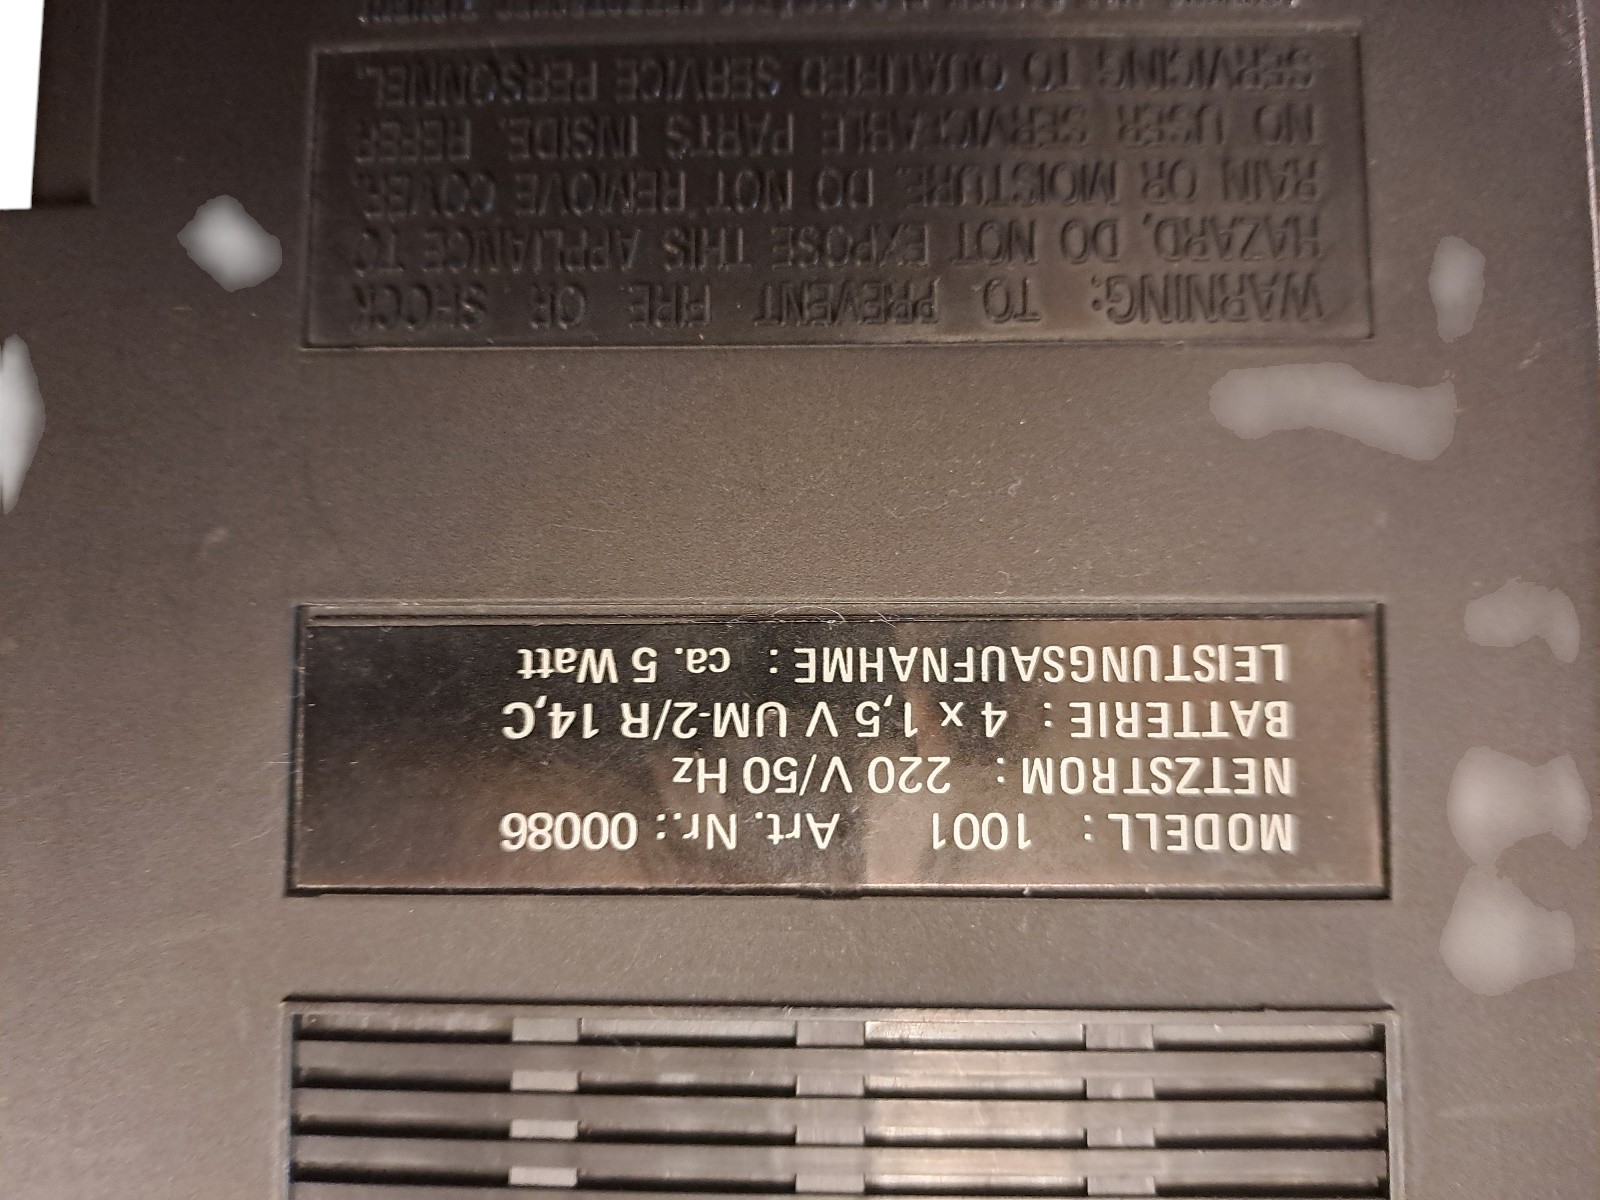 MODELL : 1001 Art. Nr.: 00086
NETZSTROM : 220 V/50 Hz
BATTERIE : 4 x 1,5 V UM-2/R 14,C
LEISTUNGSAUFNAHME : ca. 5 Watt
WARNING: TO PREVENT FIRE OR SHOCK
HAZARD, DO NOT EXPOSE THIS APPLIANCE TO
RAIN OR MOISTURE. DO NOT REMOVE COVER.
NO USER SERVICEABLE PARTS INSIDE. REFER
SERVICING TO QUALIFIED SERVICE PERSONNEL.